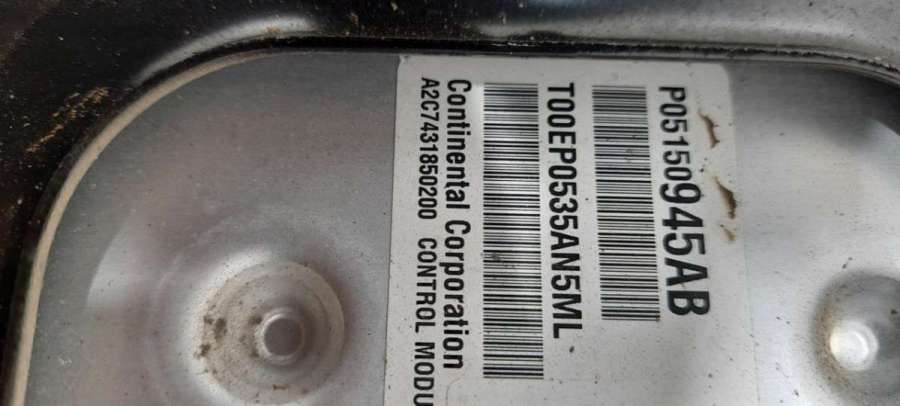 P05150945AB
T00EP0535AN5ML
Continental Corporation
A2C7431850200 CONTROL MODU